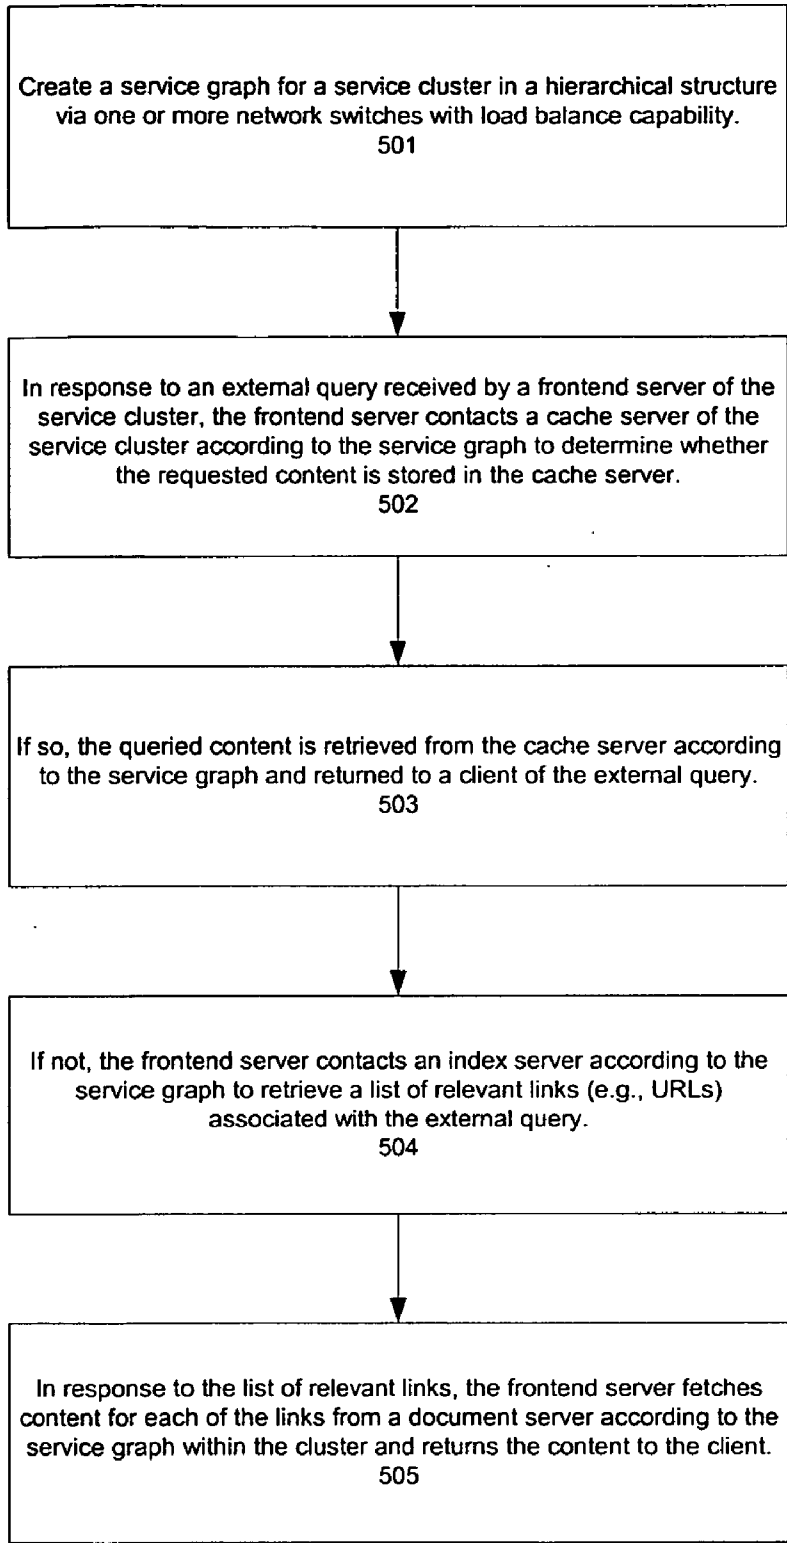 Create a service graph for a service cluster in a hierarchical structure
via one or more network switches with load balance capability.
501
In response to an external query received by a frontend server of the
service cluster, the frontend server contacts a cache server of the
service cluster according to the service graph to determine whether
the requested content is stored in the cache server.
502
If so, the queried content is retrieved from the cache server according
to the service graph and returned to a client of the external query.
503
If not, the frontend server contacts an index server according to the
service graph to retrieve a list of relevant links (e.g., URLs)
associated with the external query.
504
In response to the list of relevant links, the frontend server fetches
content for each of the links from a document server according to the
service graph within the cluster and returns the content to the client.
505